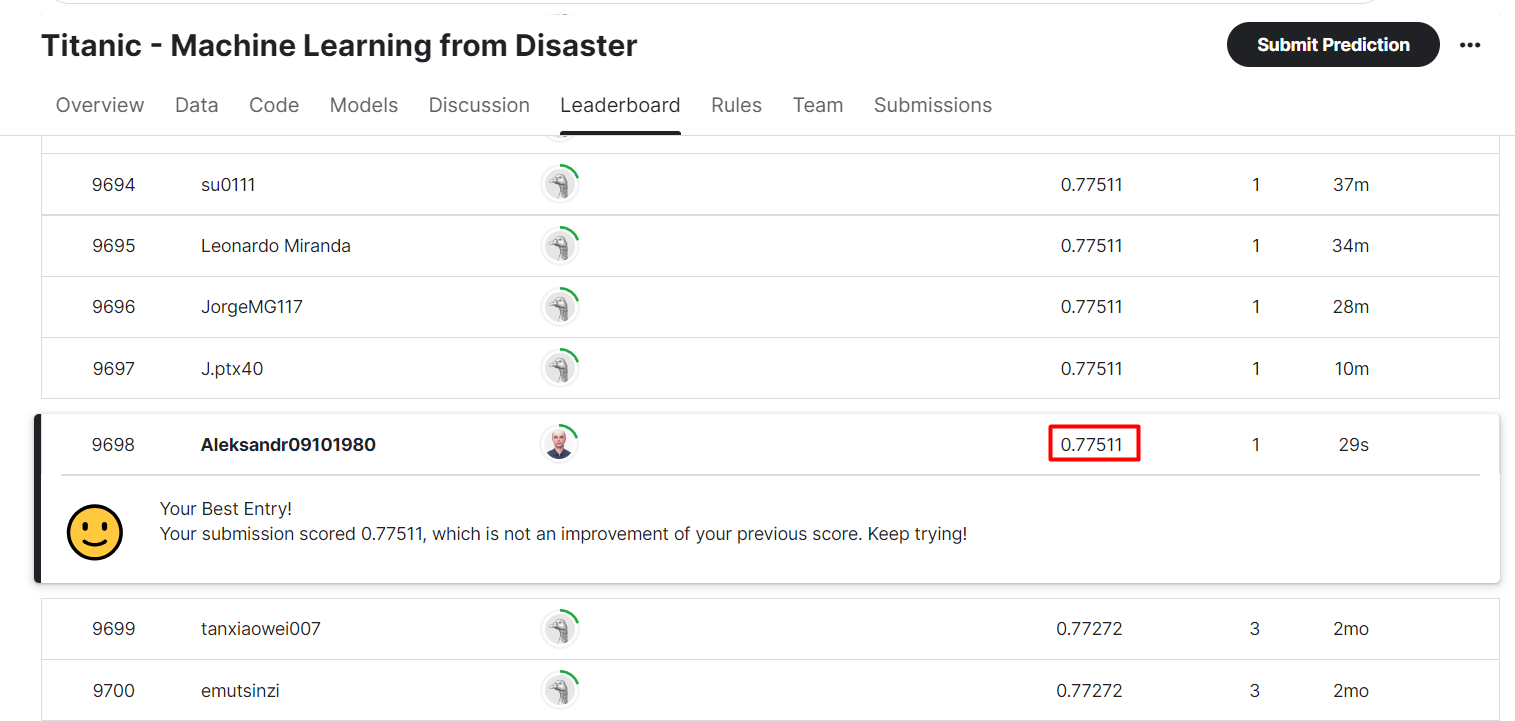 Titanic - Machine Learning from Disaster
Submit Prediction
Overview Data Code Models Discussion Leaderboard Rules Team Submissions
9694 su0111 0.77511 1 37m
9695 Leonardo Miranda 0.77511 1 34m
9696 JorgeMG117 0.77511 1 28m
9697 J.ptx40 0.77511 1 10m
9698 Aleksandr09101980 0.77511 1 29s
Your Best Entry!
Your submission scored 0.77511, which is not an improvement of your previous score. Keep trying!
9699 tanxiaowei007 0.77272 3 2mo
9700 emutsinzi 0.77272 3 2mo